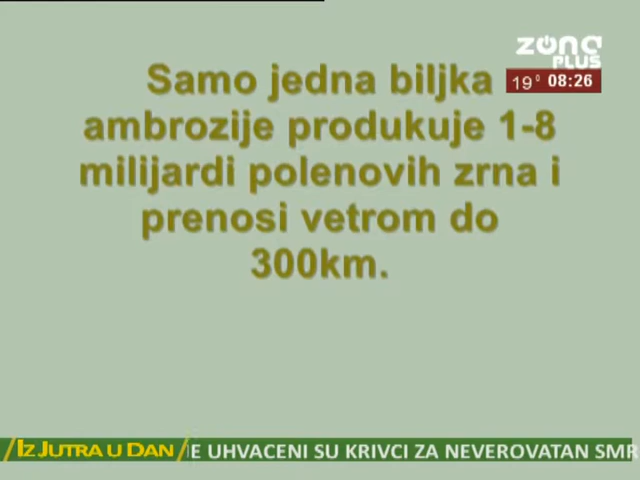 zona
PLUS
19° 08:26
Samo jedna biljka
ambrozije produkuje 1-8
milijardi polenovih zrna i
prenosi vetrom do
300km.
IZ JUTRA U DAN
E UHVACENI SU KRIVCI ZA NEVEROVATAN SMR